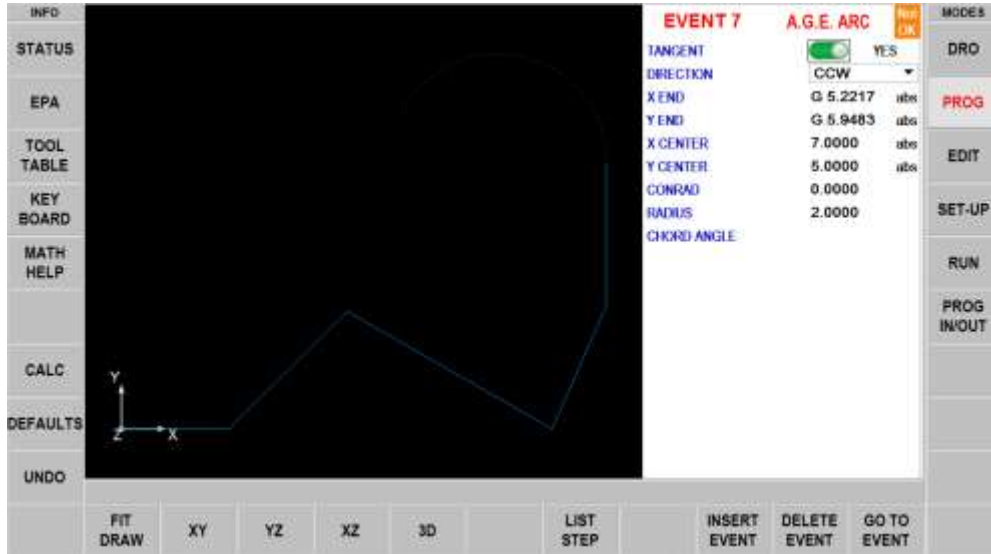 INFO
STATUS
EPA
TOOL
TABLE
KEY
BOARD
MATH
HELP
CALC
DEFAULTS
UNDO
Y
Z
X
EVENT 7 A.G.E. ARC Not
OK
TANGENT YES
DIRECTION CCW
X END G 5.2217 abs
Y END G 5.9483 abs
X CENTER 7.0000 abs
Y CENTER 5.0000 abs
CONRAD 0.0000
RADIUS 2.0000
CHORD ANGLE
MODES
DRO
PROG
EDIT
SET-UP
RUN
PROG
IN/OUT
FIT
DRAW
XY
YZ
XZ
3D
LIST
STEP
INSERT
EVENT
DELETE
EVENT
GO TO
EVENT